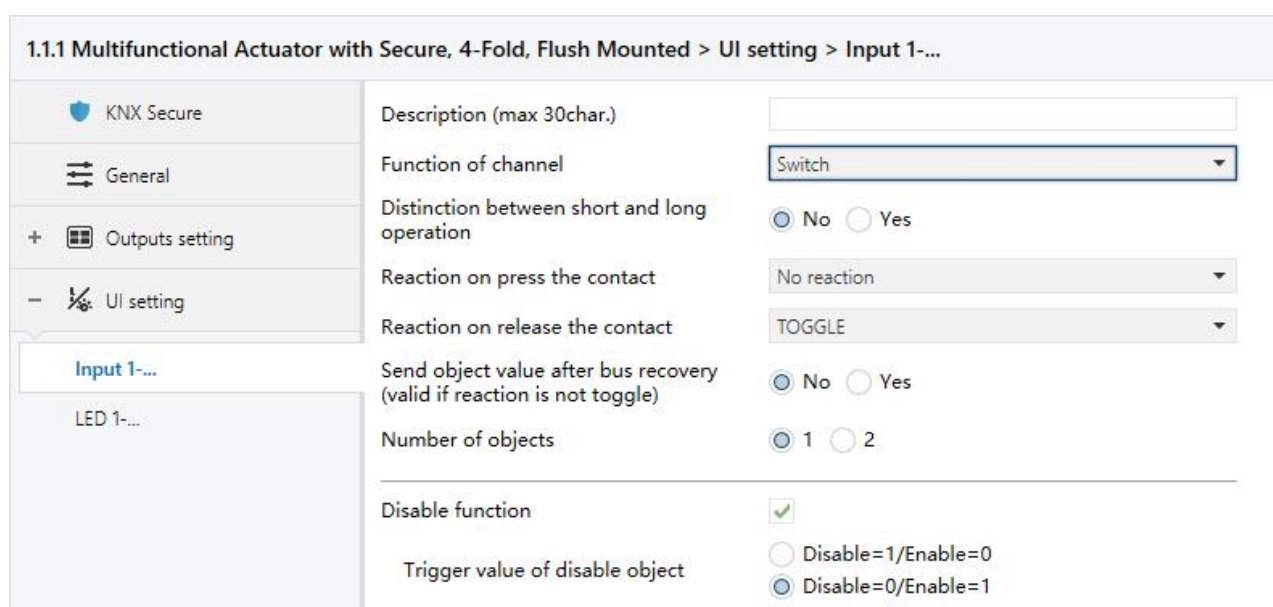 1.1.1 Multifunctional Actuator with Secure, 4-Fold, Flush Mounted > UI setting > Input 1-...
KNX Secure
General
+ Outputs setting
– UI setting
Input 1-...
LED 1-...
Description (max 30char.)
Function of channel Switch
Distinction between short and long
operation No Yes
Reaction on press the contact No reaction
Reaction on release the contact TOGGLE
Send object value after bus recovery
(valid if reaction is not toggle) No Yes
Number of objects 1 2
Disable function
Trigger value of disable object
Disable=1/Enable=0
Disable=0/Enable=1